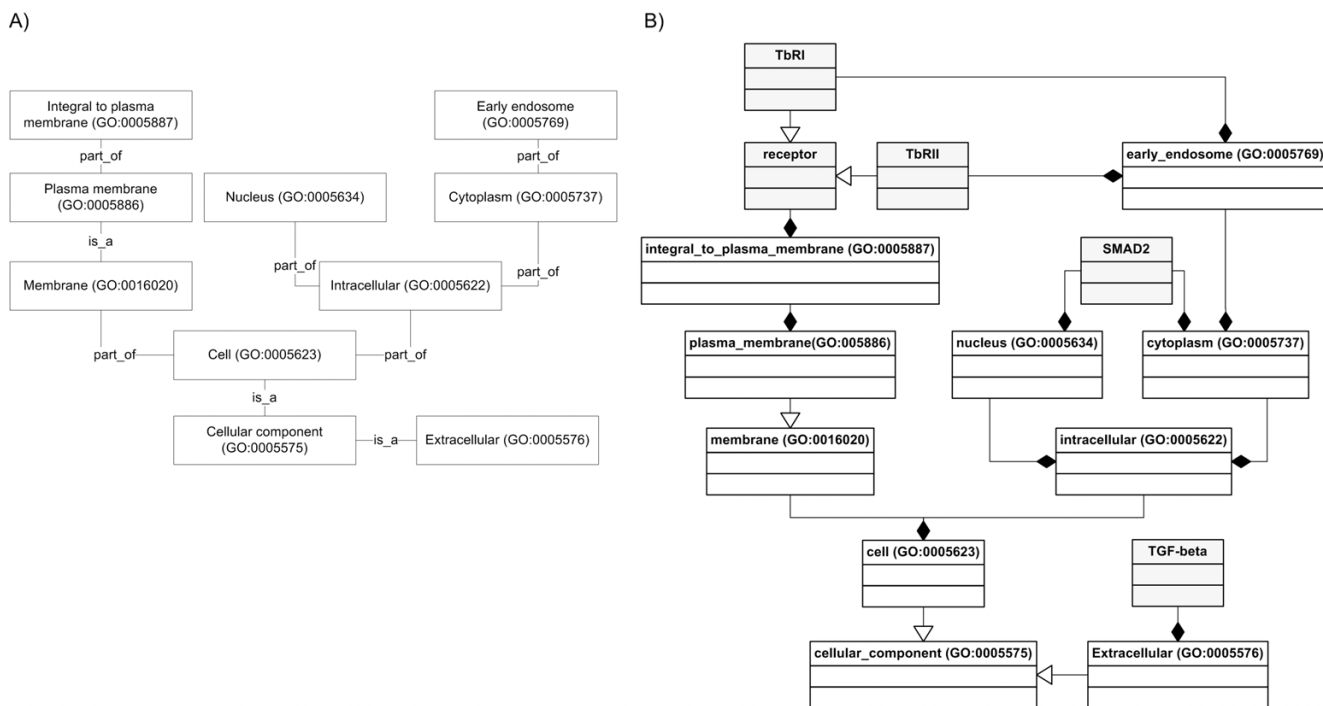 A)
Integral to plasma
membrane (GO:0005887)
part_of
Plasma membrane
(GO:0005886)
is_a
Membrane (GO:0016020)
part_of
Nucleus (GO:0005634)
part_of
Early endosome
(GO:0005769)
part_of
Cytoplasm (GO:0005737)
part_of
Intracellular (GO:0005622)
part_of
Cell (GO:0005623)
is_a
Cellular component
(GO:0005575)
is_a
Extracellular (GO:0005576)
B)
TbRI
receptor
TbRII
early_endosome (GO:0005769)
integral_to_plasma_membrane (GO:0005887)
SMAD2
plasma_membrane(GO:005886)
nucleus (GO:0005634)
cytoplasm (GO:0005737)
membrane (GO:0016020)
intracellular (GO:0005622)
cell (GO:0005623)
TGF-beta
cellular_component (GO:0005575)
Extracellular (GO:0005576)